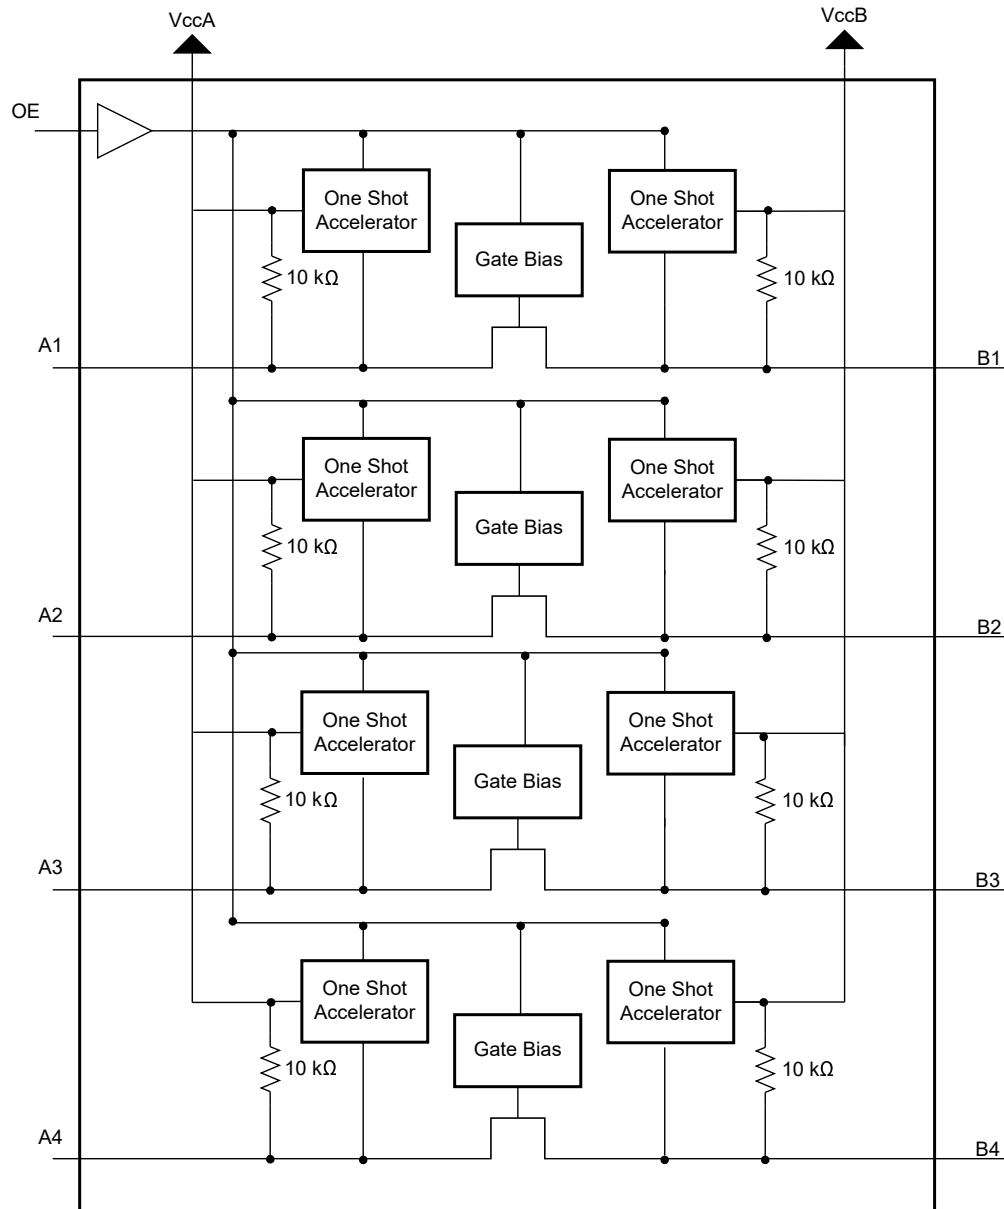 VccA
VccB
OE
One Shot
Accelerator
One Shot
Accelerator
Gate Bias
10 kΩ
10 kΩ
A1
B1
One Shot
Accelerator
One Shot
Accelerator
Gate Bias
10 kΩ
10 kΩ
A2
B2
One Shot
Accelerator
One Shot
Accelerator
Gate Bias
10 kΩ
10 kΩ
A3
B3
One Shot
Accelerator
One Shot
Accelerator
Gate Bias
10 kΩ
10 kΩ
A4
B4